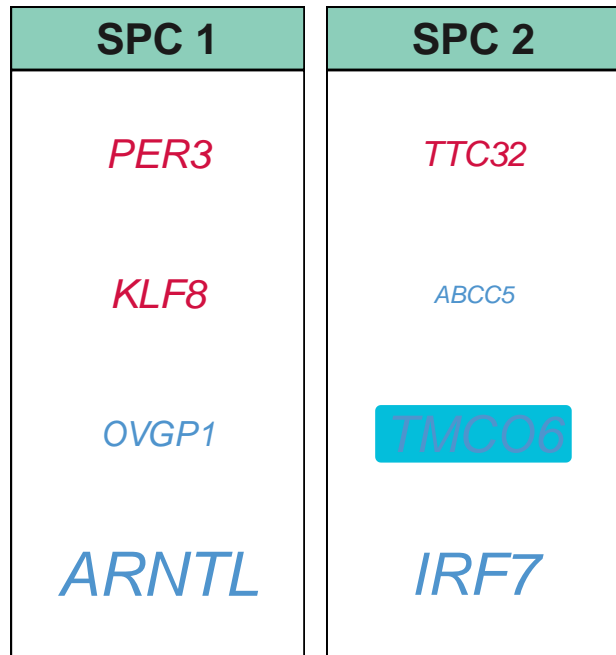 SPC 1
PER3
KLF8
OVGP1
ARNTL
SPC 2
TTC32
ABCC5
TMCO6
IRF7